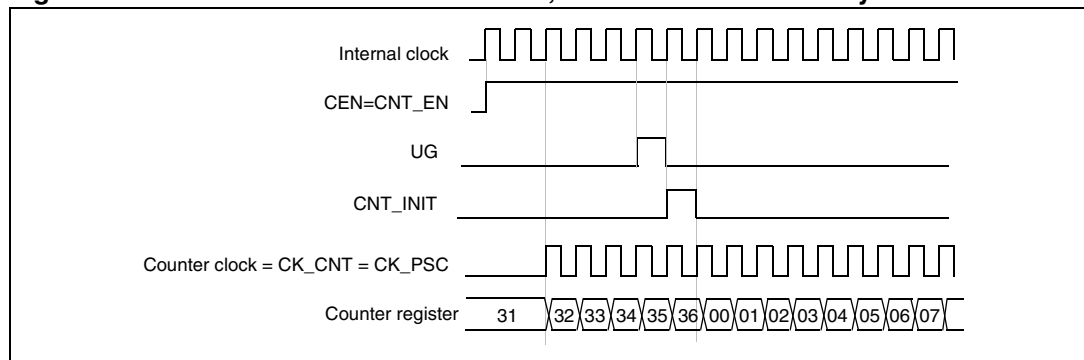 Internal clock
CEN=CNT_EN
UG
CNT_INIT
Counter clock = CK_CNT = CK_PSC
Counter register 31 32 33 34 35 36 00 01 02 03 04 05 06 07